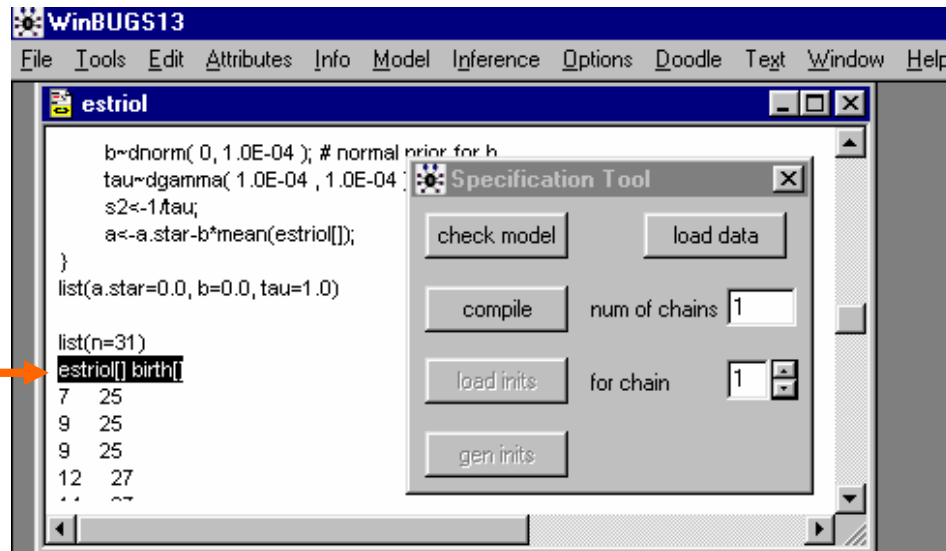 WinBUGS13
File Tools Edit Attributes Info Model Inference Options Doodle Text Window Help
estriol
b~dnorm( 0, 1.0E-04 ); # normal prior for b
tau~dgamma( 1.0E-04 , 1.0E-04 )
s2<-1/tau;
a<-a.star-b*mean(estriol[]);
}
list(a.star=0.0, b=0.0, tau=1.0)
list(n=31)
estriol[] birth[]
7 25
9 25
9 25
12 27
Specification Tool
check model load data
compile num of chains 1
load inits for chain 1
gen inits